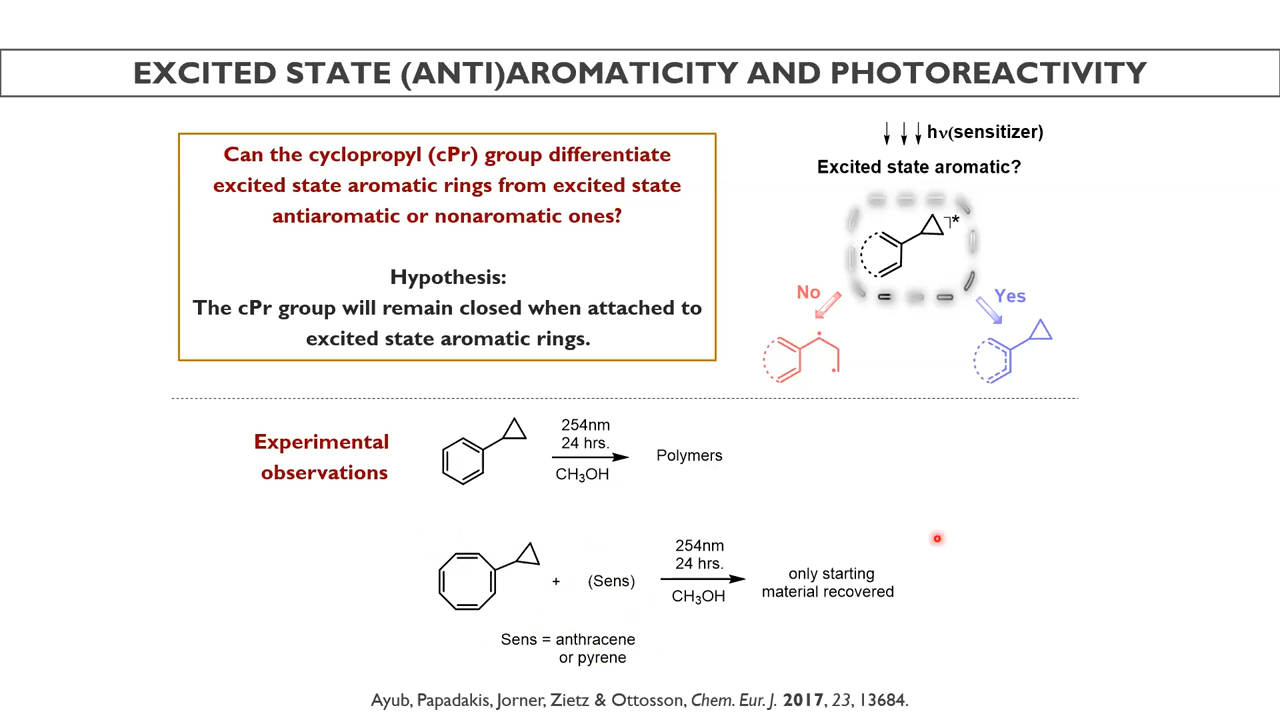 EXCITED STATE (ANTI)AROMATICITY AND PHOTOREACTIVITY
Can the cyclopropyl (cPr) group differentiate
excited state aromatic rings from excited state
antiaromatic or nonaromatic ones?
Hypothesis:
The cPr group will remain closed when attached to
excited state aromatic rings.
hν(sensitizer)
Excited state aromatic?
*
No
Yes
Experimental
observations
254nm
24 hrs.
CH₃OH
Polymers
+
(Sens)
254nm
24 hrs.
CH₃OH
only starting
material recovered
Sens = anthracene
or pyrene
Ayub, Papadakis, Jorner, Zietz & Ottosson, Chem. Eur. J. 2017, 23, 13684.